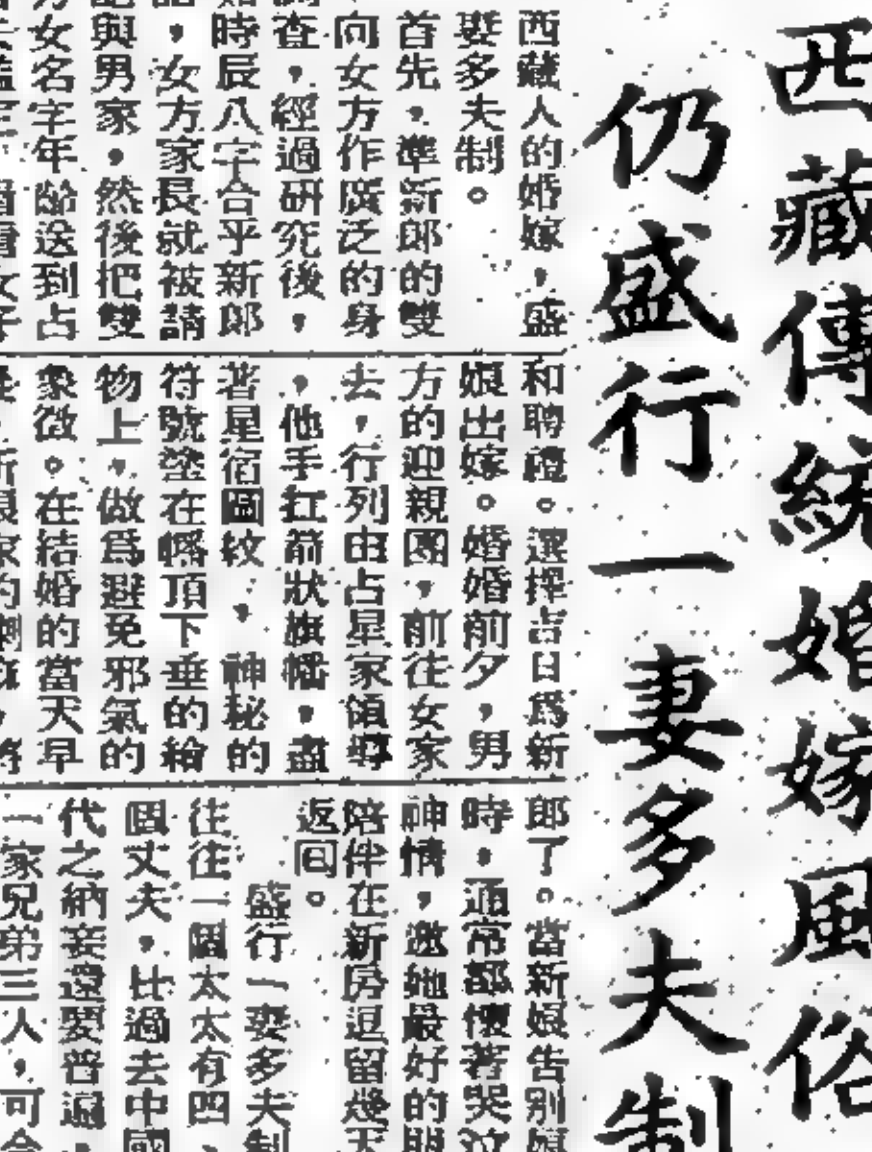 西藏傳統婚嫁風俗
仍盛行一妻多夫制
西藏人的婚嫁，盛
妻多夫制。
首先，準新郎的雙
向女方作廣泛的身
查，經過研究後，
時辰八字合乎新郎
，女方家長就被請
與男家，然後把雙
女名字年齡送到占
和聘禮。選擇吉日為新
娘出嫁。婚婚前夕，男
方的迎親團，前往女家
去，行列由占星家領導
，他手扛箭狀旗幡，畫
著星宿圖紋，神秘的
符號塗在幡頂下垂的給
物上，做為避免邪氣的
象徵。在結婚的當天早
郎了。當新娘告別娘
時，通常都懷著哭泣
神情，邀她最好的朋
陪伴在新房逗留幾天
返回。
盛行一妻多夫制
往往一個太太有四、
個丈夫，比過去中國
代之納妾還要普遍，
一家兄弟三人，可合